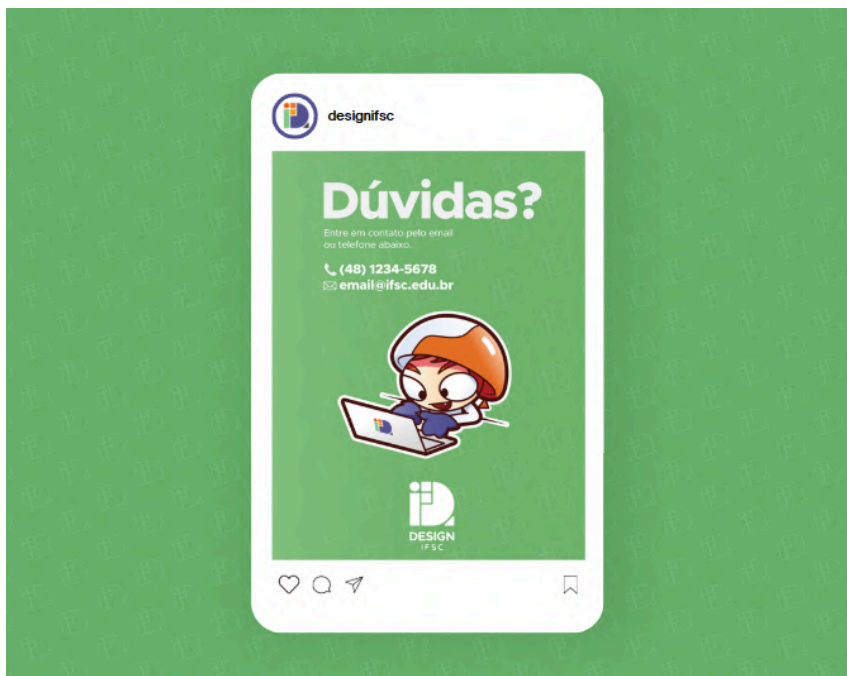 designifsc
Dúvidas?
Entre em contato pelo email
ou telefone abaixo.
(48) 1234-5678
email@ifsc.edu.br
DESIGN
IFSC